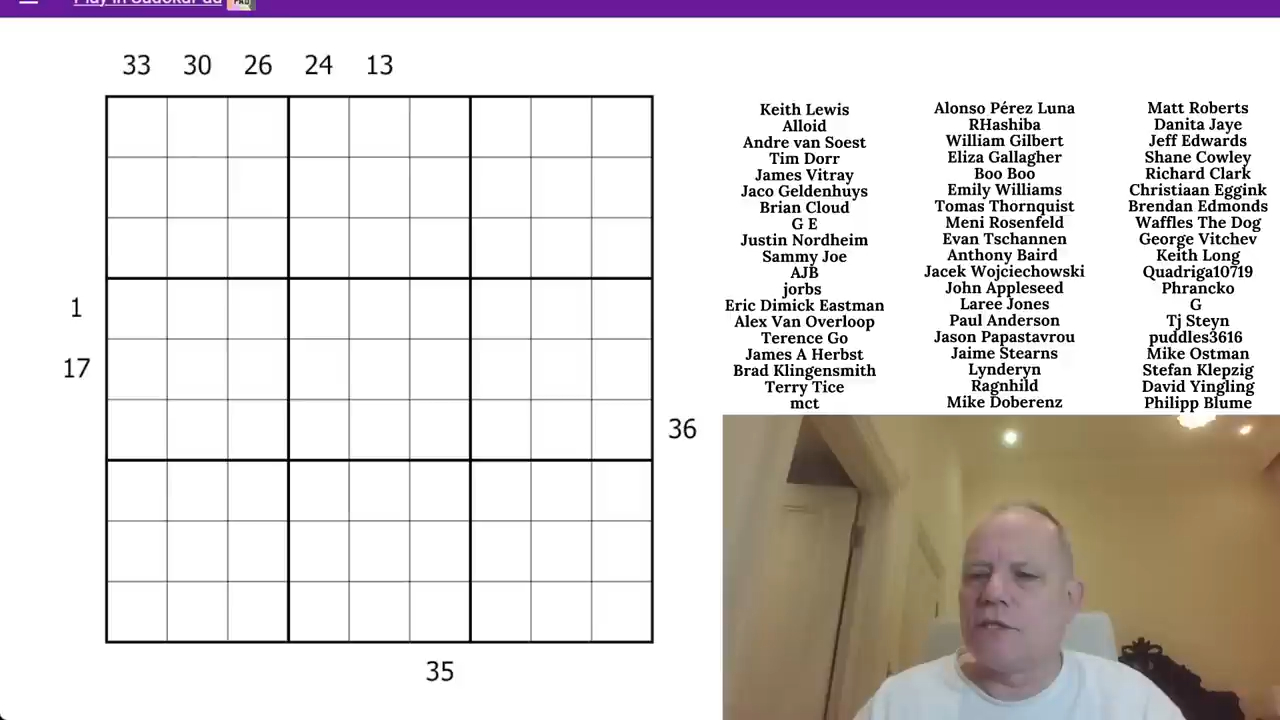 Play in SudokuPad
PAD
33 30 26 24 13
1
17
36
35
Keith Lewis
Alloid
Andre van Soest
Tim Dorr
James Vitray
Jaco Geldenhuys
Brian Cloud
G E
Justin Nordheim
Sammy Joe
AJB
jorbs
Eric Dimick Eastman
Alex Van Overloop
Terence Go
James A Herbst
Brad Klingensmith
Terry Tice
mct
Alonso Pérez Luna
RHashiba
William Gilbert
Eliza Gallagher
Boo Boo
Emily Williams
Tomas Thornquist
Meni Rosenfeld
Evan Tschannen
Anthony Baird
Jacek Wojciechowski
John Appleseed
Laree Jones
Paul Anderson
Jason Papastavrou
Jaime Stearns
Lynderyn
Ragnhild
Mike Doberenz
Matt Roberts
Danita Jaye
Jeff Edwards
Shane Cowley
Richard Clark
Christiaan Eggink
Brendan Edmonds
Waffles The Dog
George Vitchev
Keith Long
Quadriga10719
Phrancko
G
Tj Steyn
puddles3616
Mike Ostman
Stefan Klepzig
David Yingling
Philipp Blume